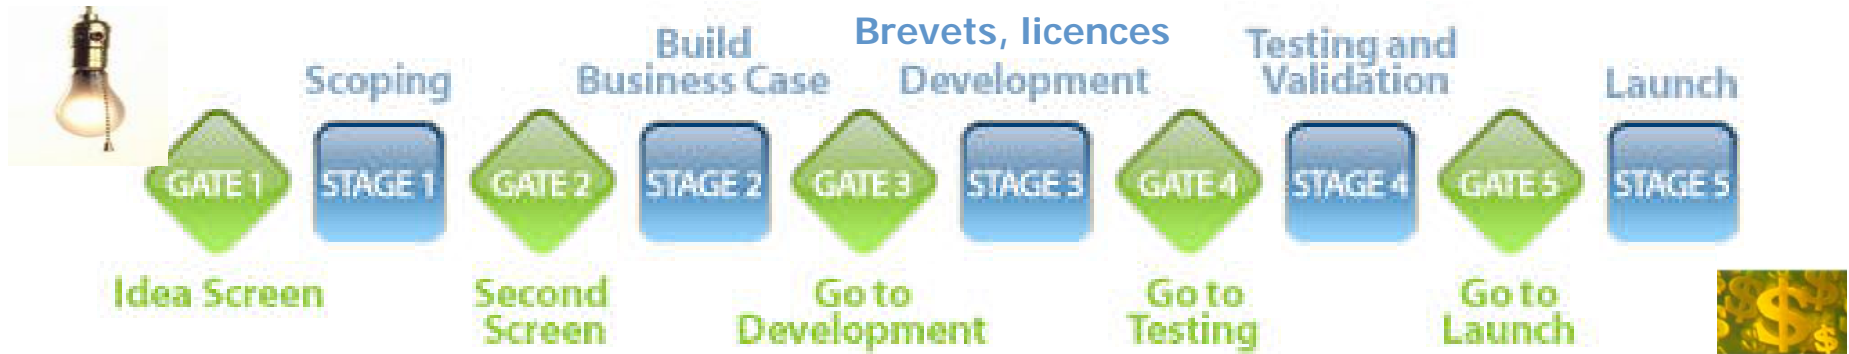 Brevets, licences
Build
Business Case
Testing and
Validation
Scoping
Development
Launch
GATE 1
STAGE 1
GATE 2
STAGE 2
GATE 3
STAGE 3
GATE 4
STAGE 4
GATE 5
STAGE 5
Idea Screen
Second
Screen
Go to
Development
Go to
Testing
Go to
Launch